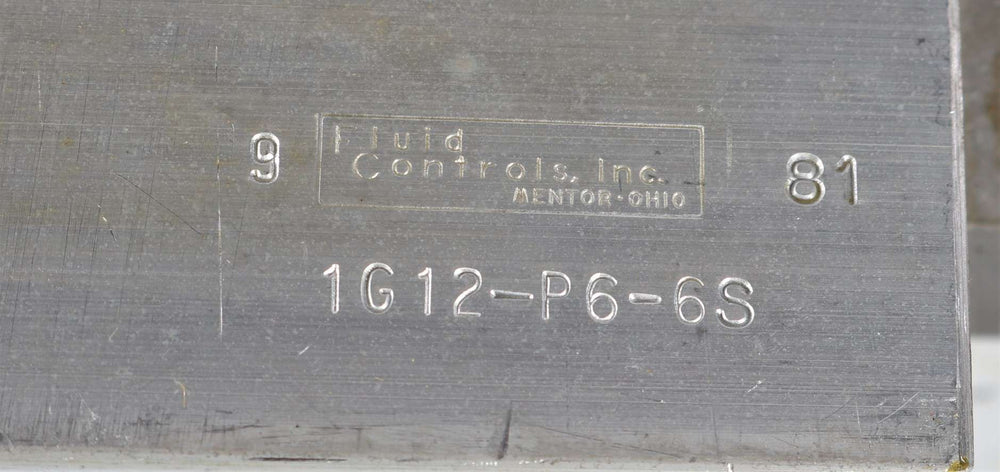 9 Fluid 81
Controls, Inc.
MENTOR·OHIO
1G12-P6-6S